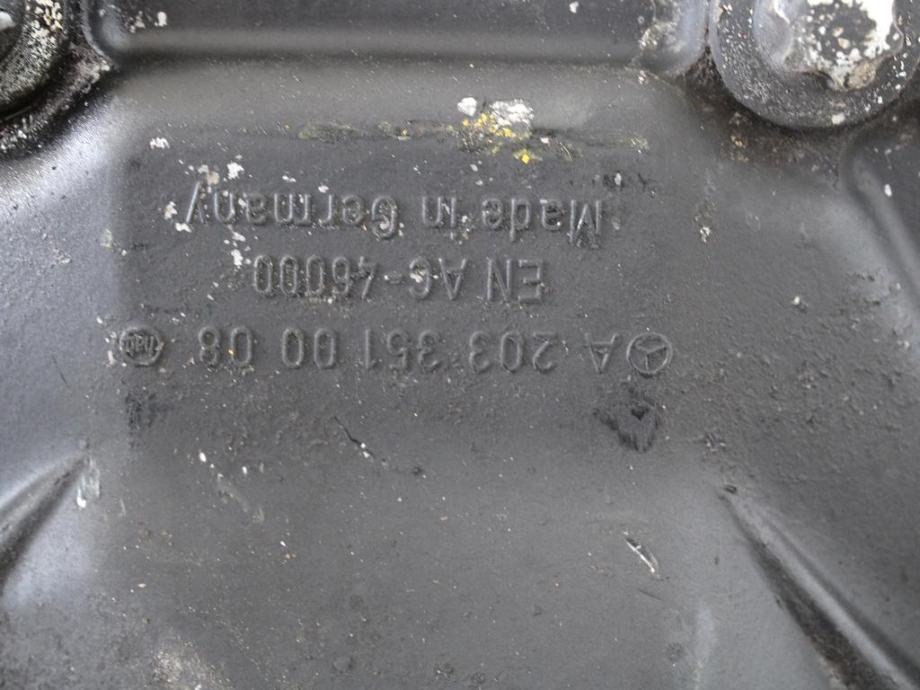 A 203 351 00 08
EN AC-46000
Made in Germany